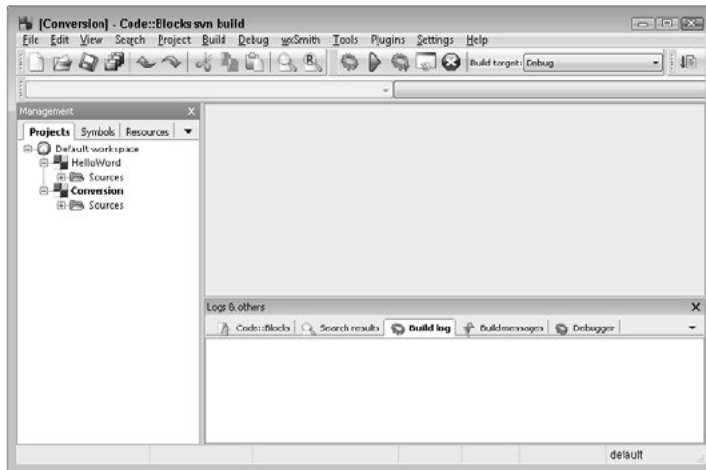 [Conversion] - Code::Blocks svn build
File Edit View Search Project Build Debug wxSmith Tools Plugins Settings Help
Build target: Debug
Management X
Projects Symbols Resources
Default workspace
HelloWord
Sources
Conversion
Sources
Logs & others X
Code::Blocks Search results Build log Build messages Debugger
default